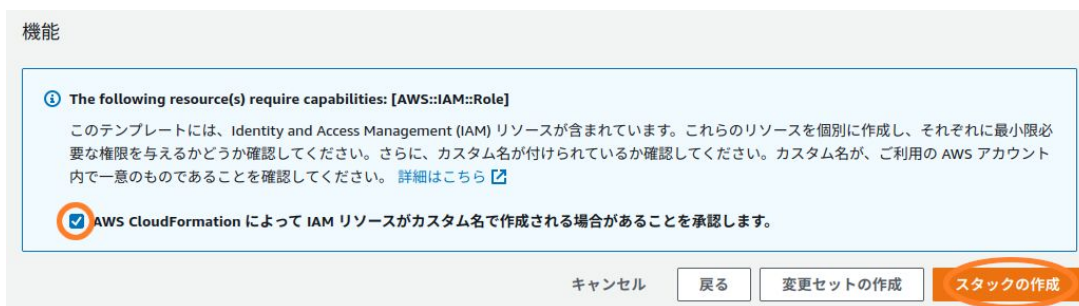 機能
The following resource(s) require capabilities: [AWS::IAM::Role]
このテンプレートには、Identity and Access Management (IAM) リソースが含まれています。これらのリソースを個別に作成し、それぞれに最小限必
要な権限を与えるかどうか確認してください。さらに、カスタム名が付けられているか確認してください。カスタム名が、ご利用の AWS アカウント
内で一意のものであることを確認してください。 詳細はこちら
AWS CloudFormation によって IAM リソースがカスタム名で作成される場合があることを承認します。
キャンセル 戻る 変更セットの作成 スタックの作成